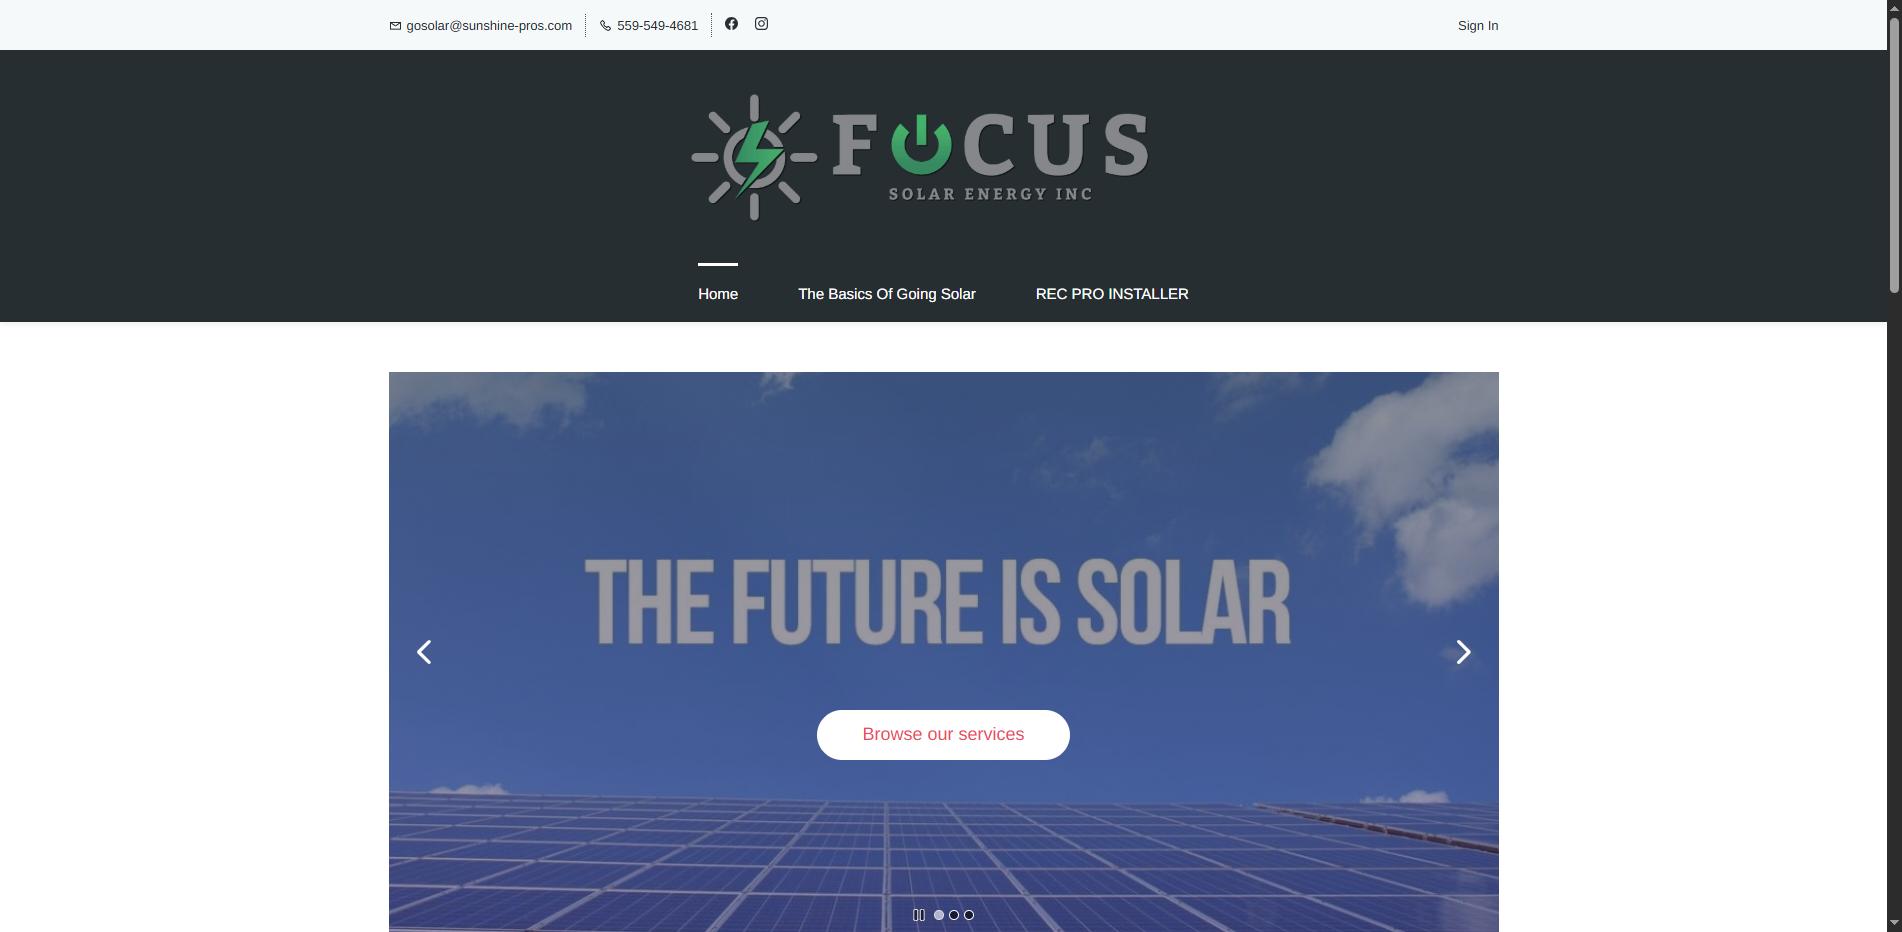 gosolar@sunshine-pros.com
559-549-4681
Sign In
FOCUS
SOLAR ENERGY INC
Home
The Basics Of Going Solar
REC PRO INSTALLER
THE FUTURE IS SOLAR
Browse our services